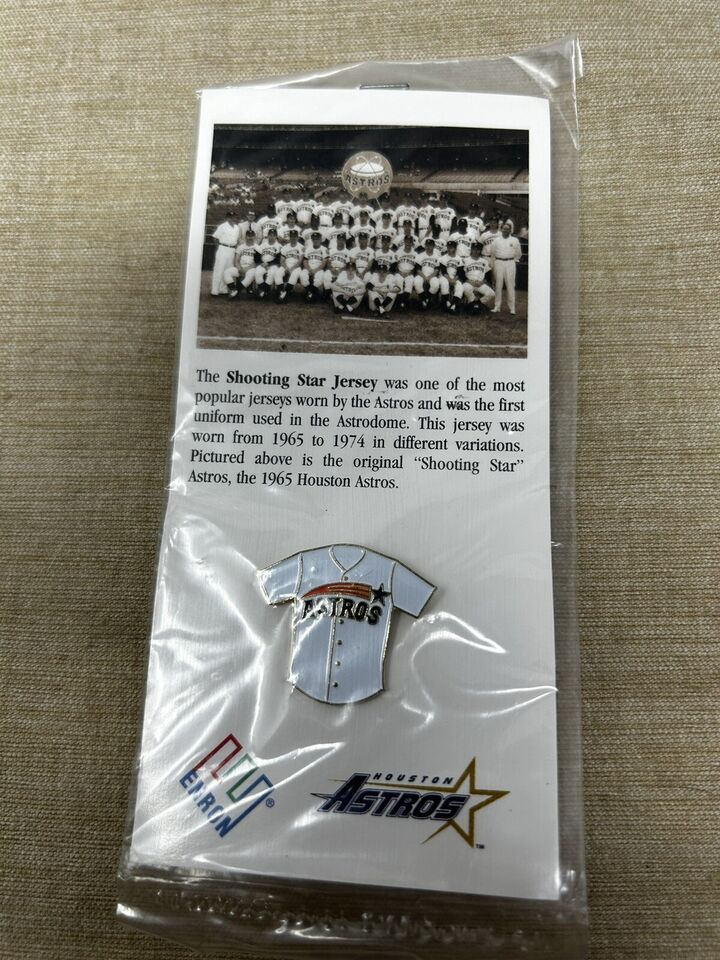 ASTROS
The Shooting Star Jersey was one of the most
popular jerseys worn by the Astros and was the first
uniform used in the Astrodome. This jersey was
worn from 1965 to 1974 in different variations.
Pictured above is the original “Shooting Star”
Astros, the 1965 Houston Astros.
ASTROS
ENRON®
HOUSTON
ASTROS
TM